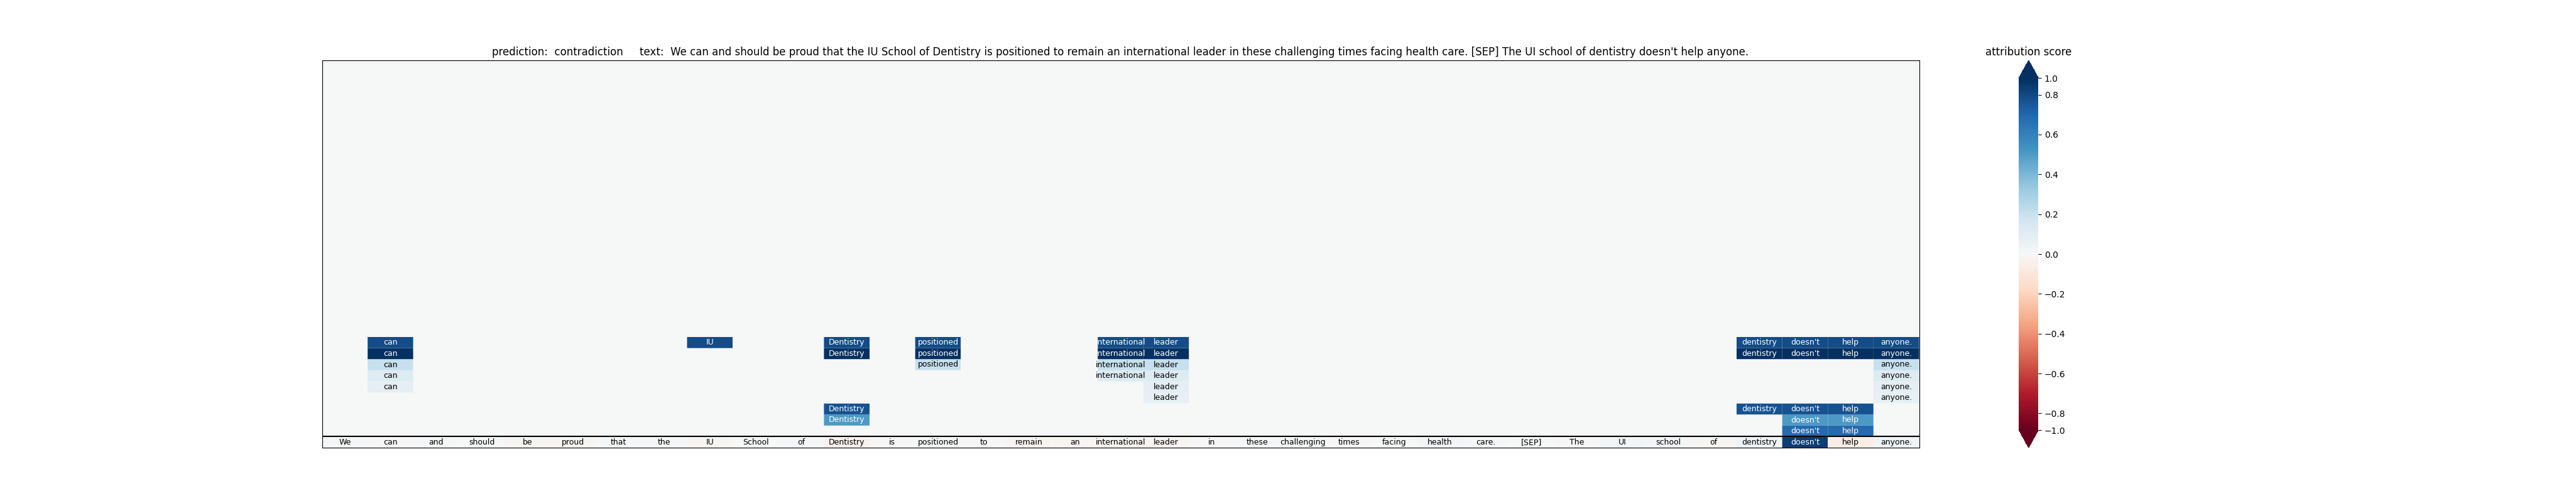 prediction:  contradiction     text:  We can and should be proud that the IU School of Dentistry is positioned to remain an international leader in these challenging times facing health care. [SEP] The UI school of dentistry doesn't help anyone.
attribution score
1.0
0.8
0.6
0.4
0.2
0.0
−0.2
−0.4
−0.6
−0.8
−1.0
can IU Dentistry positioned international leader dentistry doesn't help anyone.
can Dentistry positioned international leader dentistry doesn't help anyone.
can positioned international leader anyone.
can international leader anyone.
can leader anyone.
leader anyone.
Dentistry dentistry doesn't help
Dentistry doesn't help
doesn't help
We can and should be proud that the IU School of Dentistry is positioned to remain an international leader in these challenging times facing health care. [SEP] The UI school of dentistry doesn't help anyone.